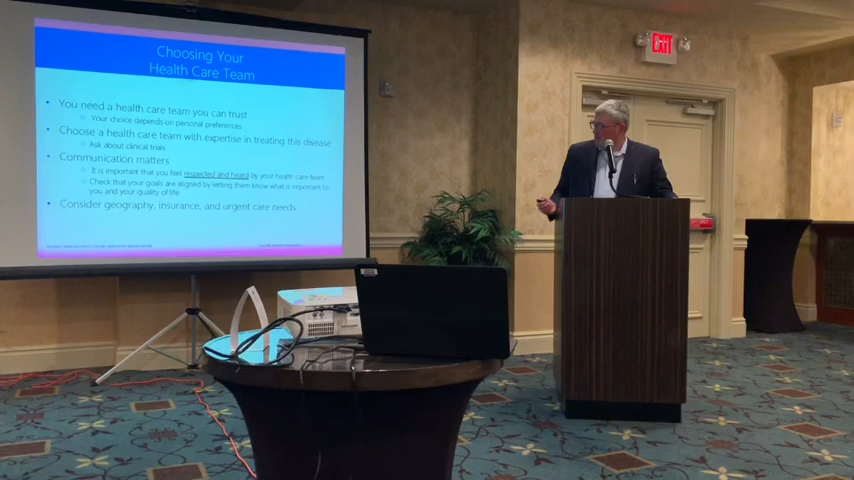 Choosing Your
Health Care Team
• You need a health care team you can trust
○ Your choice depends on personal preferences
• Choose a health care team with expertise in treating this disease
○ Ask about clinical trials
• Communication matters
○ It is important that you feel respected and heard by your health care team
○ Check that your goals are aligned by letting them know what is important to
you and your quality of life
• Consider geography, insurance, and urgent care needs
EXIT